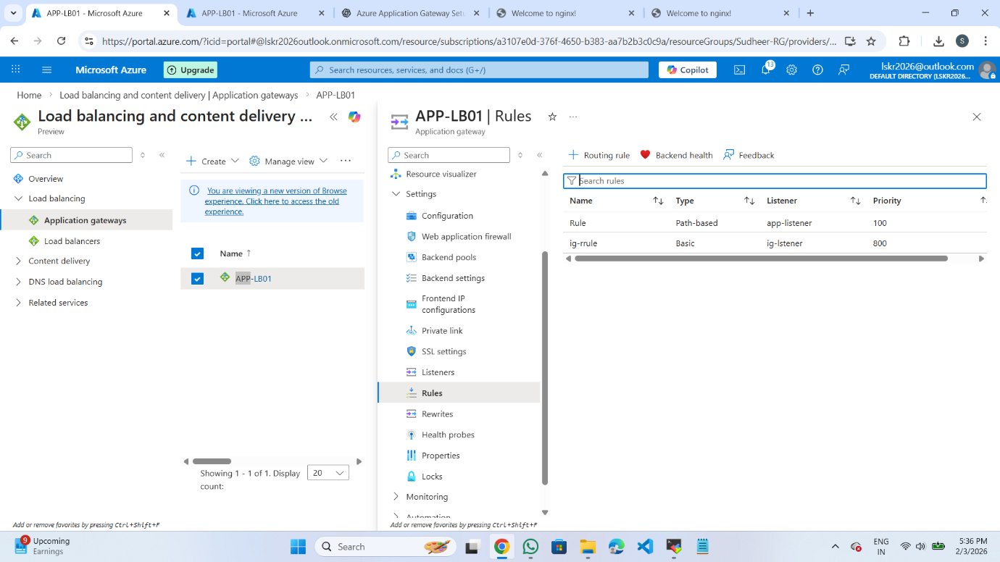 APP-LB01 - Microsoft Azure
APP-LB01 - Microsoft Azure
Azure Application Gateway Setu
Welcome to nginx!
Welcome to nginx!
https://portal.azure.com/?icid=portal#@lskr2026outlook.onmicrosoft.com/resource/subscriptions/a3107e0d-376f-4650-b383-aa7b2b3c0c9a/resourceGroups/Sudheer-RG/providers/...
S
Microsoft Azure
Upgrade
Search resources, services, and docs (G+/)
Copilot
13
lskr2026@outlook.com
DEFAULT DIRECTORY (LSKR2026...
Home > Load balancing and content delivery | Application gateways > APP-LB01
Load balancing and content delivery ...
Preview
Search
Overview
Load balancing
Application gateways
Load balancers
Content delivery
DNS load balancing
Related services
Create
Manage view
...
You are viewing a new version of Browse
experience. Click here to access the old
experience.
Name ↑
APP-LB01
Showing 1 - 1 of 1. Display
count:
20
Add or remove favorites by pressing Ctrl+Shift+F
APP-LB01 | Rules
Application gateway
Search
Resource visualizer
Settings
Configuration
Web application firewall
Backend pools
Backend settings
Frontend IP
configurations
Private link
SSL settings
Listeners
Rules
Rewrites
Health probes
Properties
Locks
Monitoring
Automation
Add or remove favorites by pressing Ctrl+Shift+F
Routing rule
Backend health
Feedback
Search rules
Name Type Listener Priority
Rule Path-based app-listener 100
ig-rrule Basic ig-lstener 800
9
Upcoming
Earnings
Search
ENG
IN
5:36 PM
2/3/2026